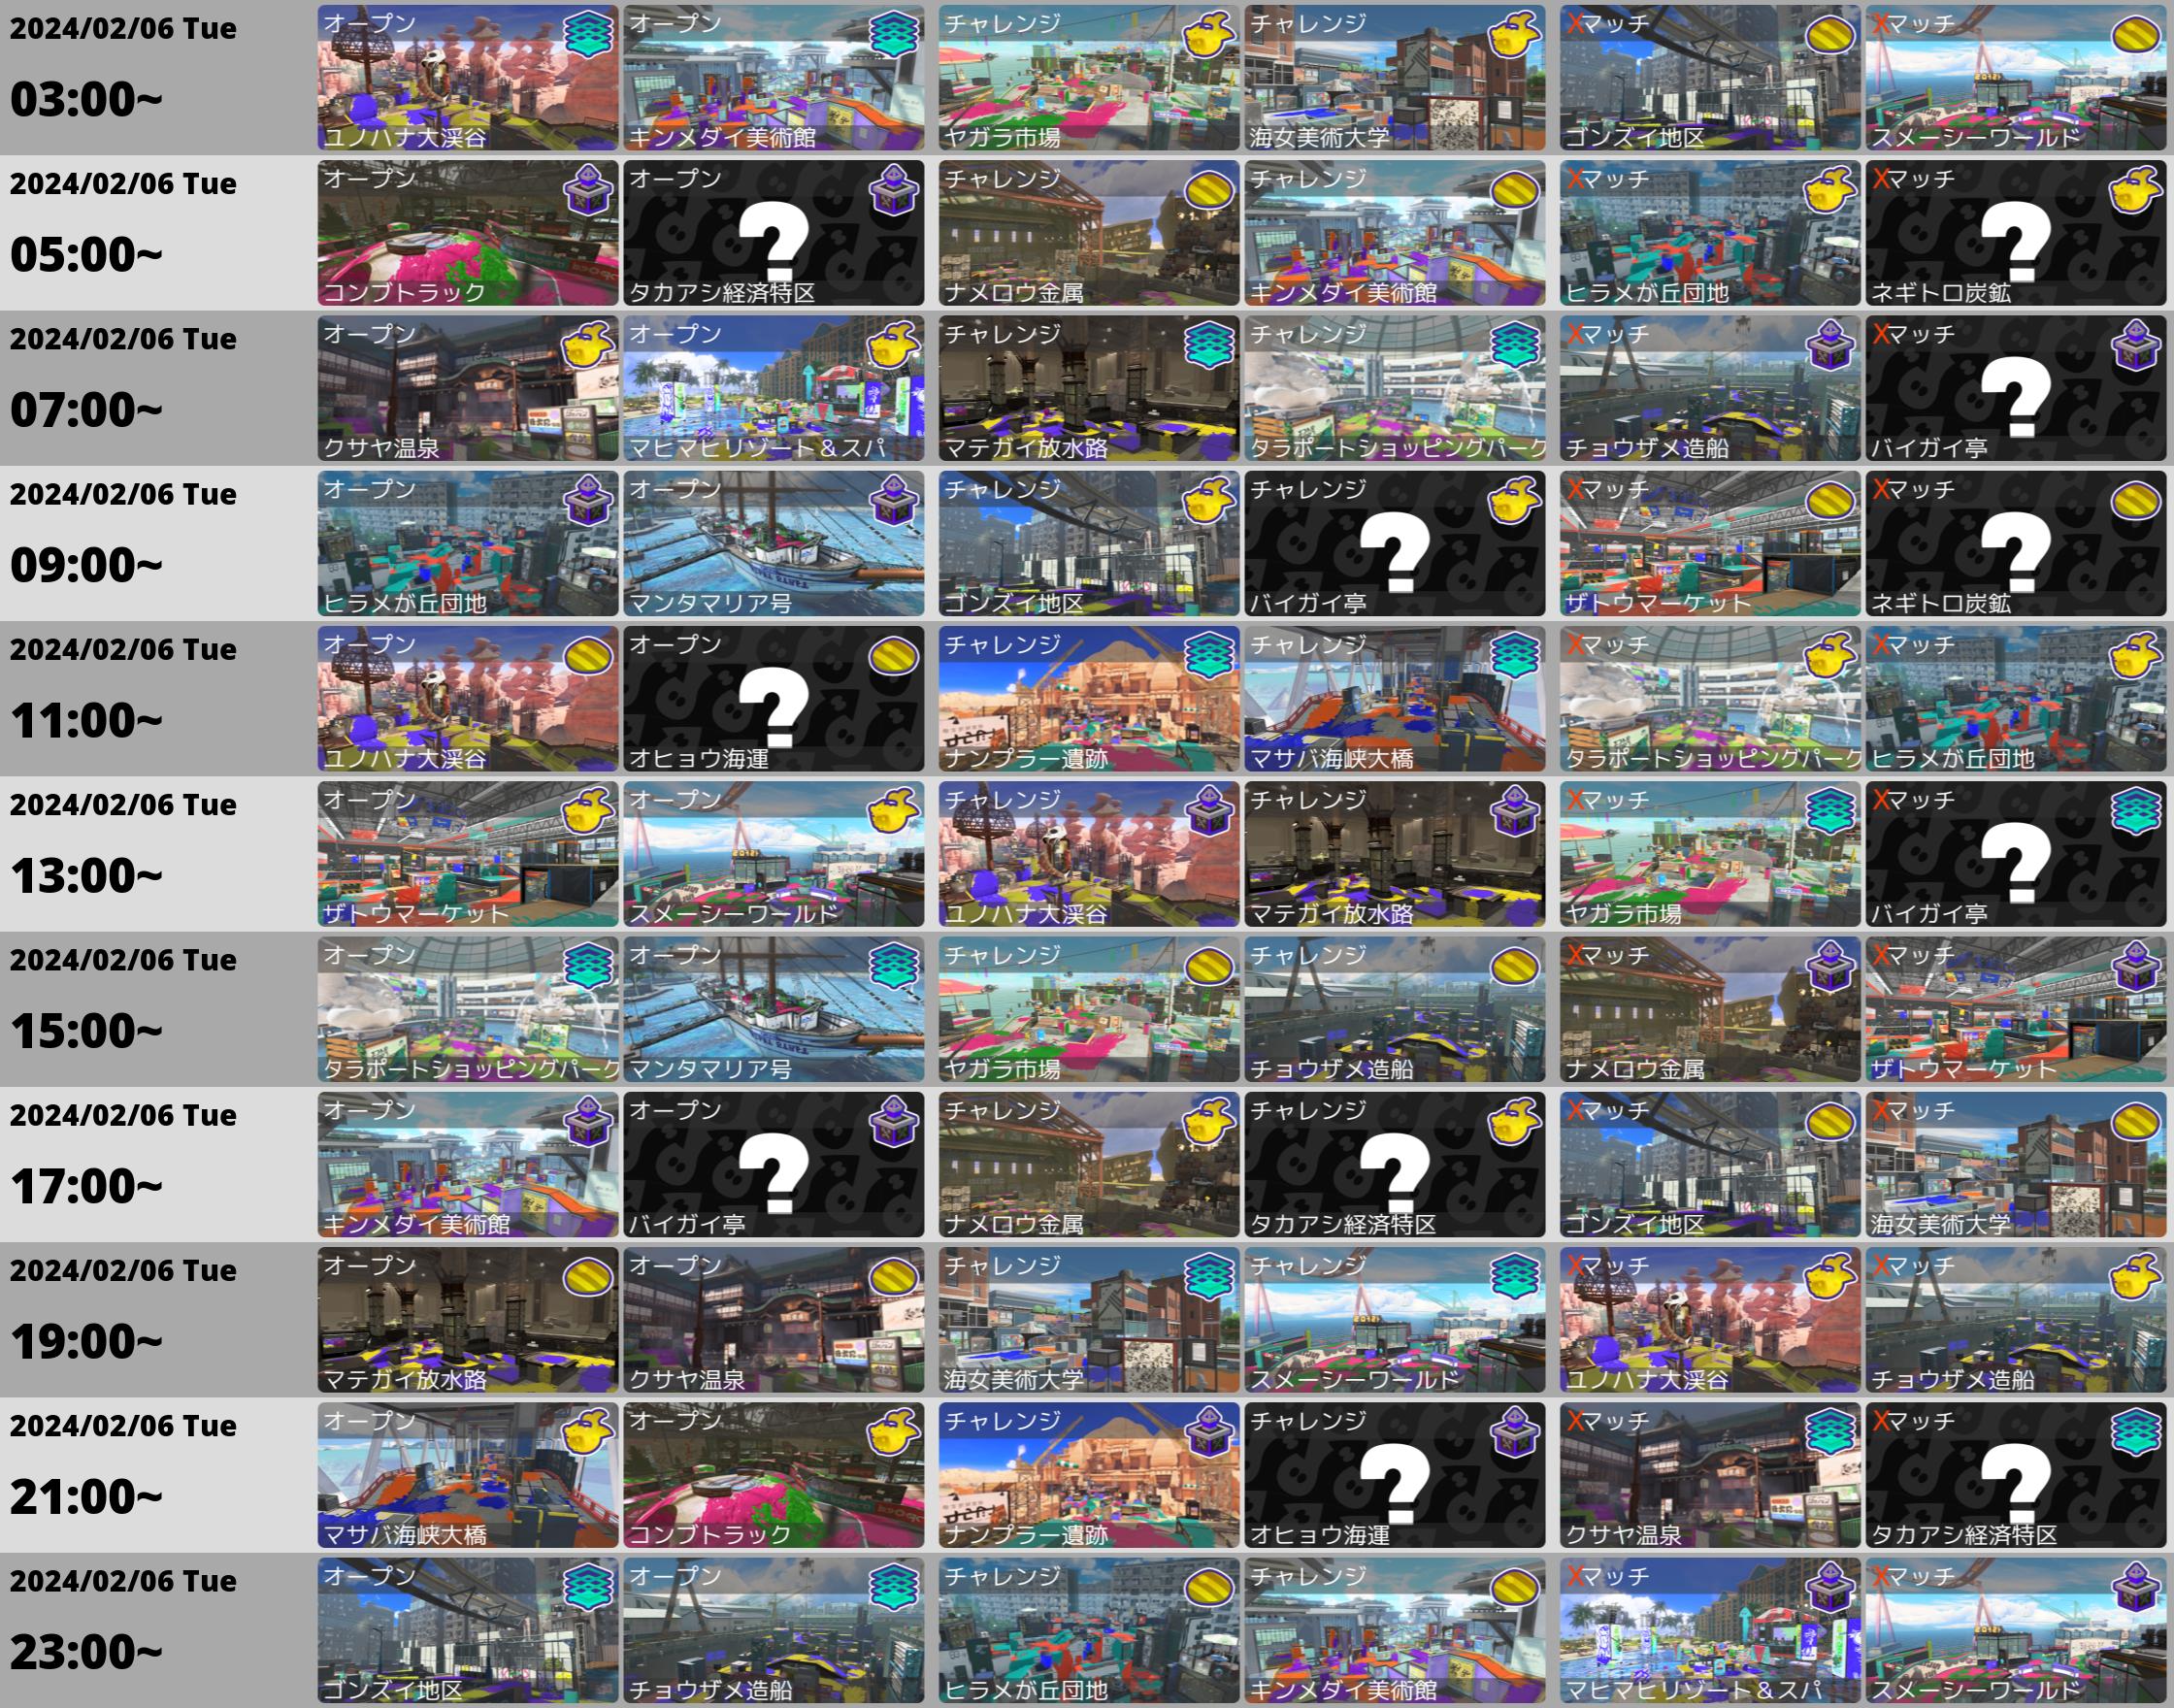 2024/02/06 Tue
03:00~
オープン
ユノハナ大渓谷
オープン
キンメダイ美術館
チャレンジ
ヤガラ市場
チャレンジ
海女美術大学
Xマッチ
ゴンズイ地区
Xマッチ
スメーシーワールド
2024/02/06 Tue
05:00~
オープン
コンブトラック
オープン
?
タカアシ経済特区
チャレンジ
ナメロウ金属
チャレンジ
キンメダイ美術館
Xマッチ
ヒラメが丘団地
Xマッチ
?
ネギトロ炭鉱
2024/02/06 Tue
07:00~
オープン
クサヤ温泉
オープン
マヒマヒリゾート＆スパ
チャレンジ
マテガイ放水路
チャレンジ
タラポートショッピングパーク
Xマッチ
チョウザメ造船
Xマッチ
?
バイガイ亭
2024/02/06 Tue
09:00~
オープン
ヒラメが丘団地
オープン
マンタマリア号
チャレンジ
ゴンズイ地区
チャレンジ
?
バイガイ亭
Xマッチ
ザトウマーケット
Xマッチ
?
ネギトロ炭鉱
2024/02/06 Tue
11:00~
オープン
ユノハナ大渓谷
オープン
?
オヒョウ海運
チャレンジ
ナンプラー遺跡
チャレンジ
マサバ海峡大橋
Xマッチ
タラポートショッピングパーク
Xマッチ
ヒラメが丘団地
2024/02/06 Tue
13:00~
オープン
ザトウマーケット
オープン
スメーシーワールド
チャレンジ
ユノハナ大渓谷
チャレンジ
マテガイ放水路
Xマッチ
ヤガラ市場
Xマッチ
?
バイガイ亭
2024/02/06 Tue
15:00~
オープン
タラポートショッピングパーク
オープン
マンタマリア号
チャレンジ
ヤガラ市場
チャレンジ
チョウザメ造船
Xマッチ
ナメロウ金属
Xマッチ
ザトウマーケット
2024/02/06 Tue
17:00~
オープン
キンメダイ美術館
オープン
?
バイガイ亭
チャレンジ
ナメロウ金属
チャレンジ
?
タカアシ経済特区
Xマッチ
ゴンズイ地区
Xマッチ
海女美術大学
2024/02/06 Tue
19:00~
オープン
マテガイ放水路
オープン
クサヤ温泉
チャレンジ
海女美術大学
チャレンジ
スメーシーワールド
Xマッチ
ユノハナ大渓谷
Xマッチ
チョウザメ造船
2024/02/06 Tue
21:00~
オープン
マサバ海峡大橋
オープン
コンブトラック
チャレンジ
ナンプラー遺跡
チャレンジ
?
オヒョウ海運
Xマッチ
クサヤ温泉
Xマッチ
?
タカアシ経済特区
2024/02/06 Tue
23:00~
オープン
ゴンズイ地区
オープン
チョウザメ造船
チャレンジ
ヒラメが丘団地
チャレンジ
キンメダイ美術館
Xマッチ
マヒマヒリゾート＆スパ
Xマッチ
スメーシーワールド